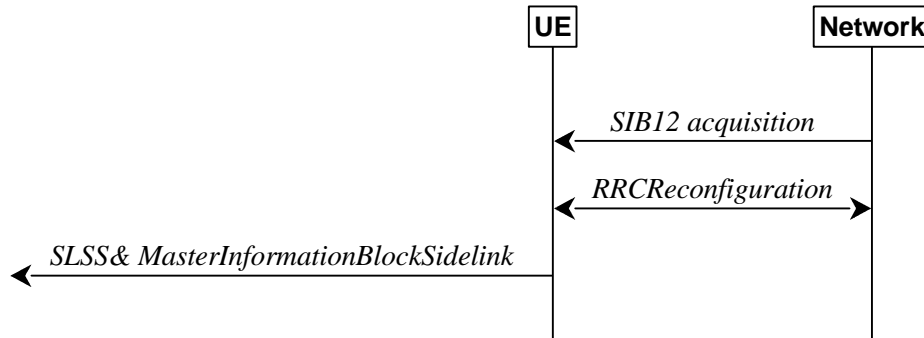 UE
Network
SIB12 acquisition
RRCReconfiguration
SLSS& MasterInformationBlockSidelink